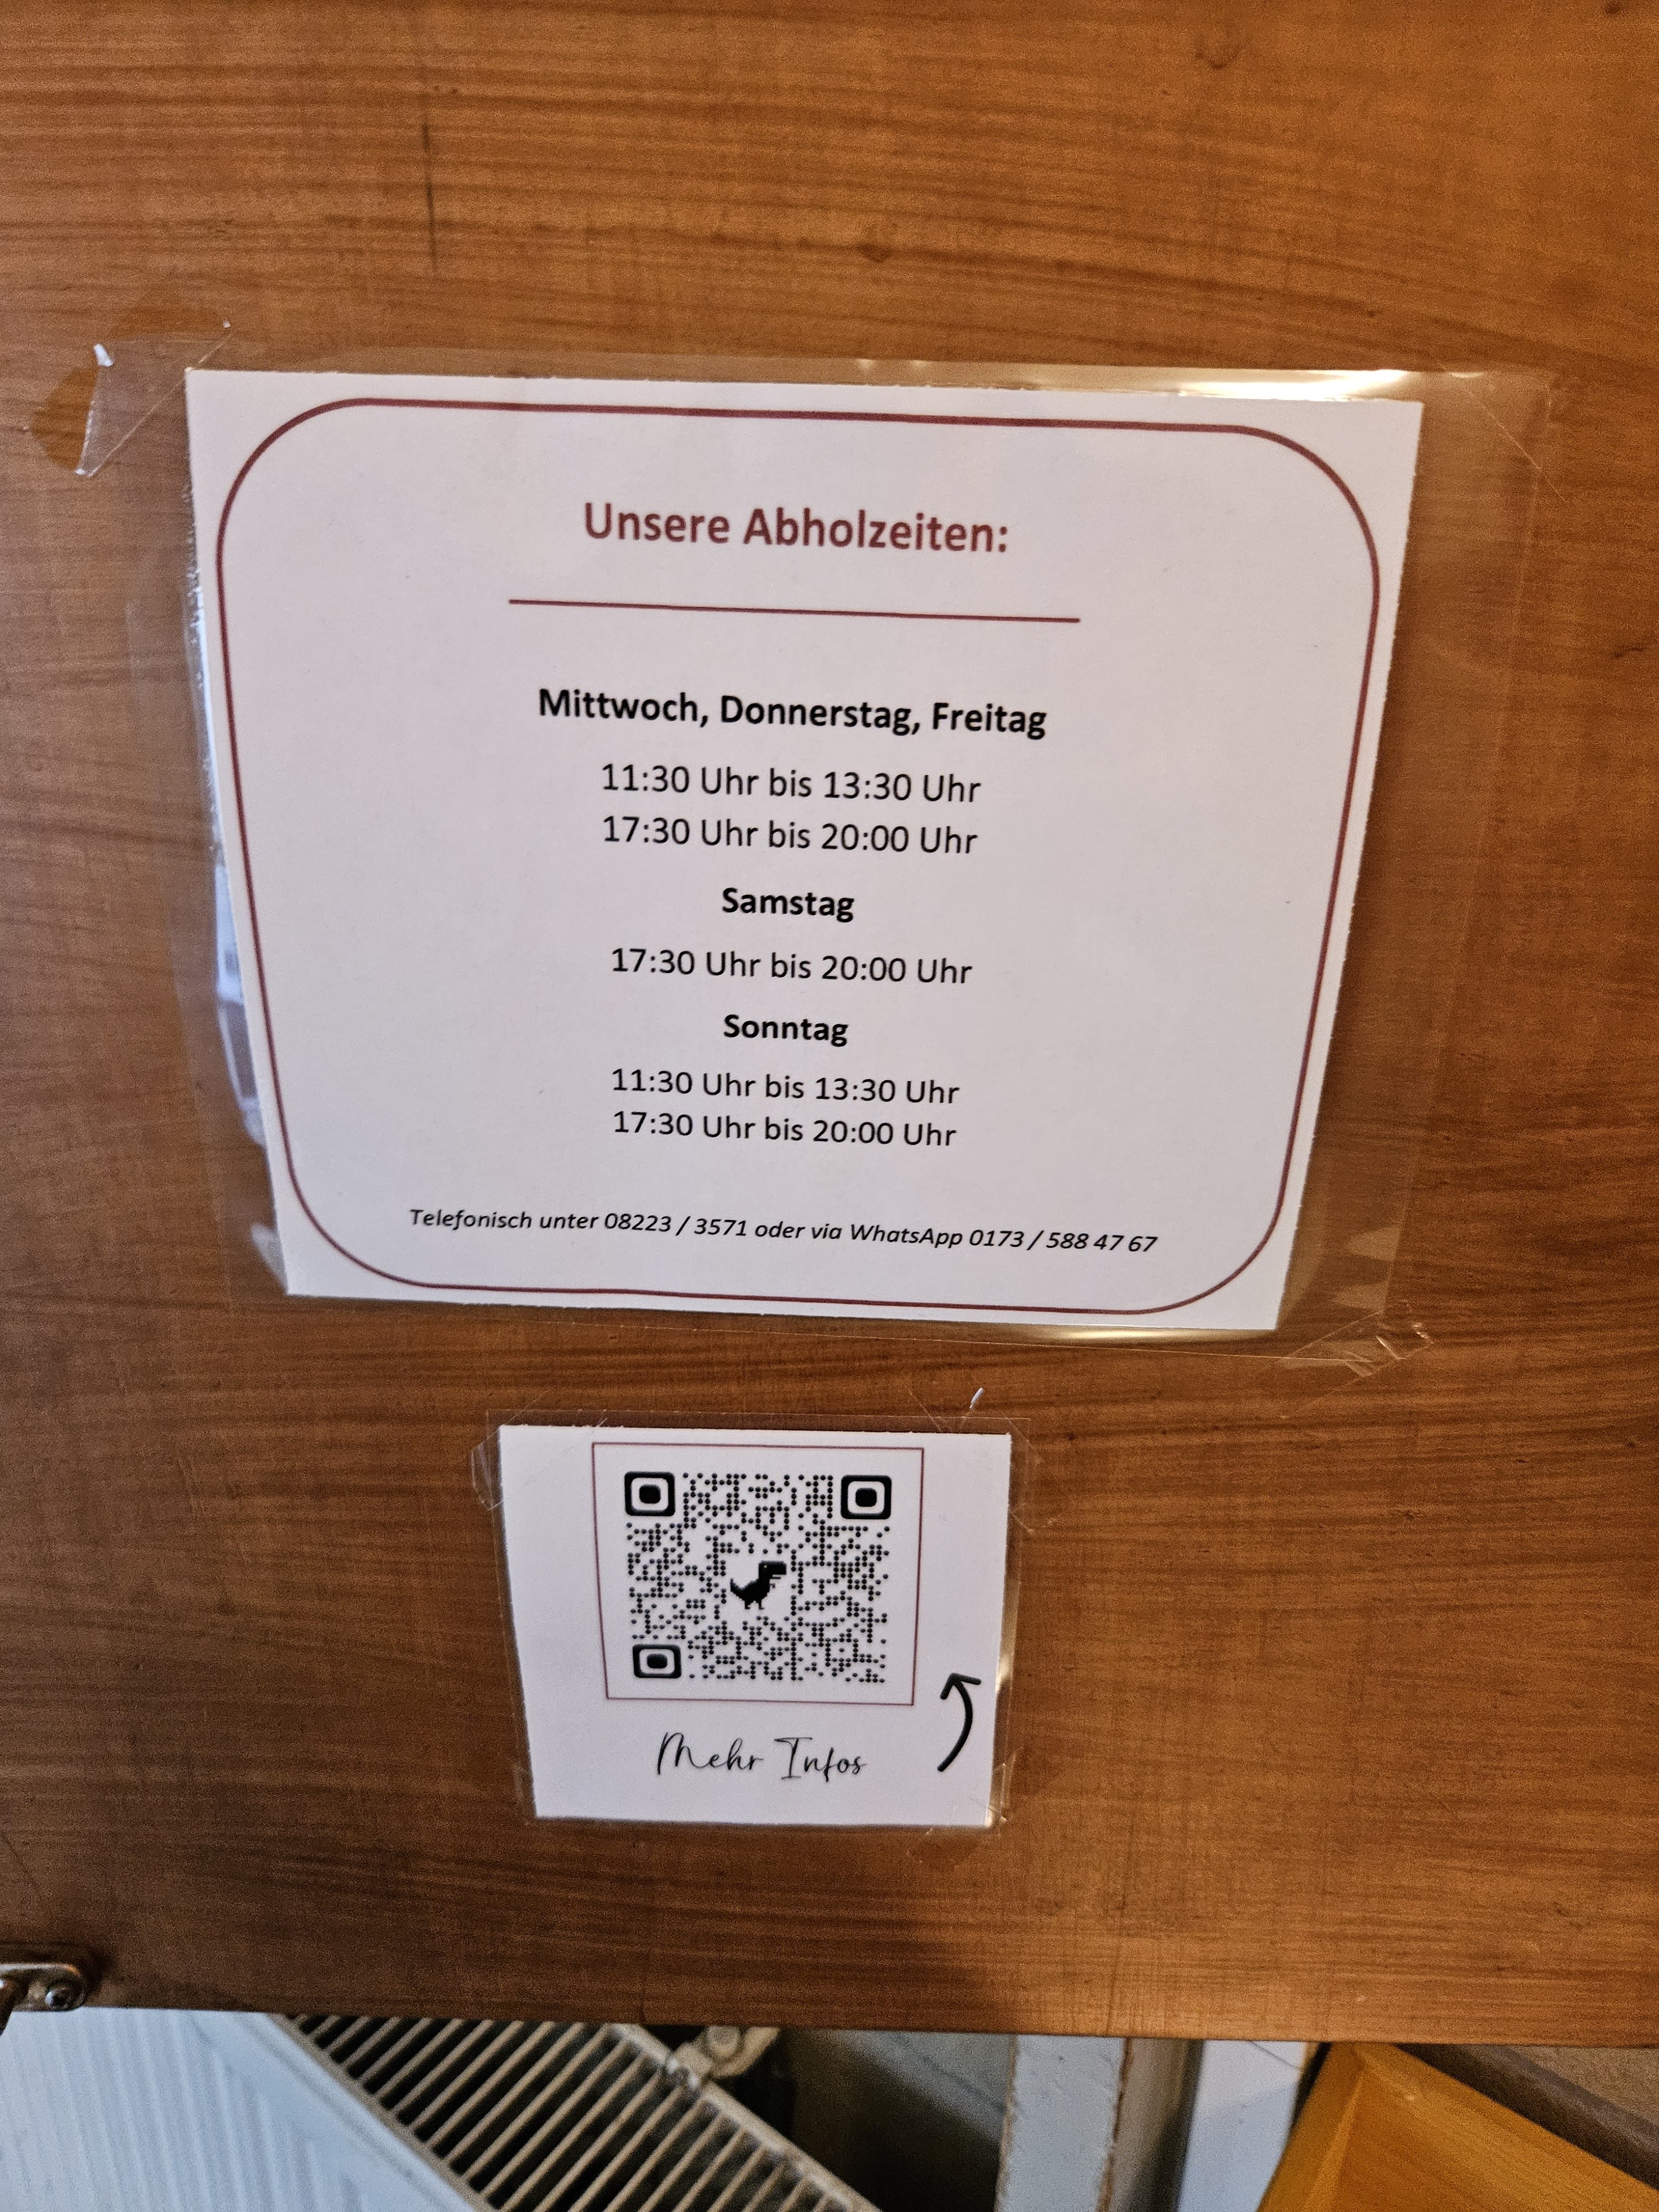 Unsere Abholzeiten:
Mittwoch, Donnerstag, Freitag
11:30 Uhr bis 13:30 Uhr
17:30 Uhr bis 20:00 Uhr
Samstag
17:30 Uhr bis 20:00 Uhr
Sonntag
11:30 Uhr bis 13:30 Uhr
17:30 Uhr bis 20:00 Uhr
Telefonisch unter 08223 / 3571 oder via WhatsApp 0173 / 588 47 67
Mehr Infos